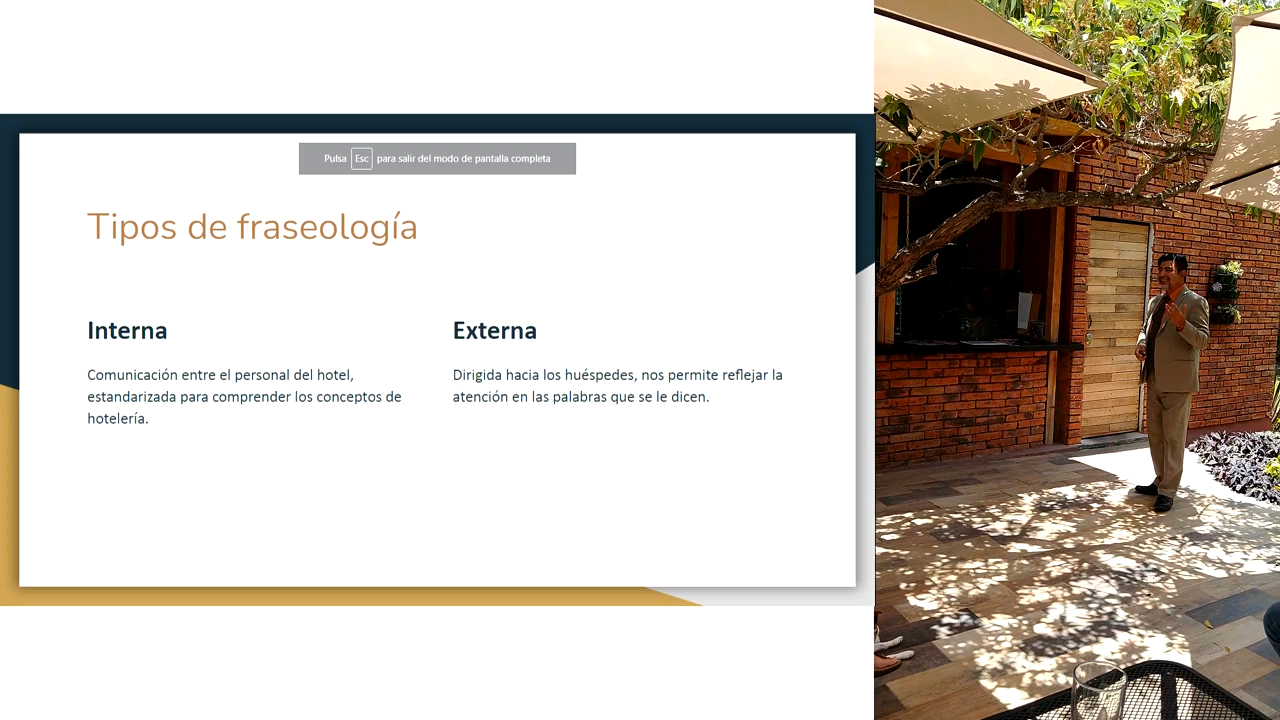 Pulsa Esc para salir del modo de pantalla completa
Tipos de fraseología
Interna
Comunicación entre el personal del hotel,
estandarizada para comprender los conceptos de
hotelería.
Externa
Dirigida hacia los huéspedes, nos permite reflejar la
atención en las palabras que se le dicen.